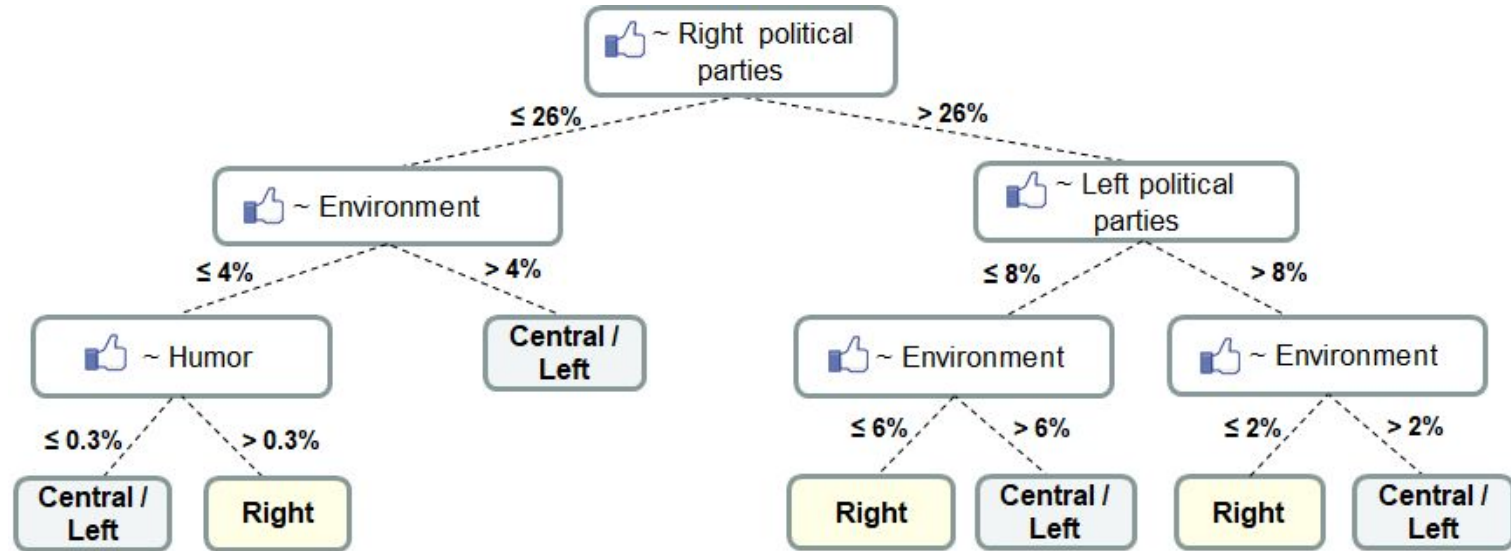 ~ Right political
parties
≤ 26%
> 26%
~ Environment
~ Left political
parties
≤ 4%
> 4%
≤ 8%
> 8%
~ Humor
Central /
Left
~ Environment
~ Environment
≤ 0.3%
> 0.3%
≤ 6%
> 6%
≤ 2%
> 2%
Central /
Left
Right
Right
Central /
Left
Right
Central /
Left